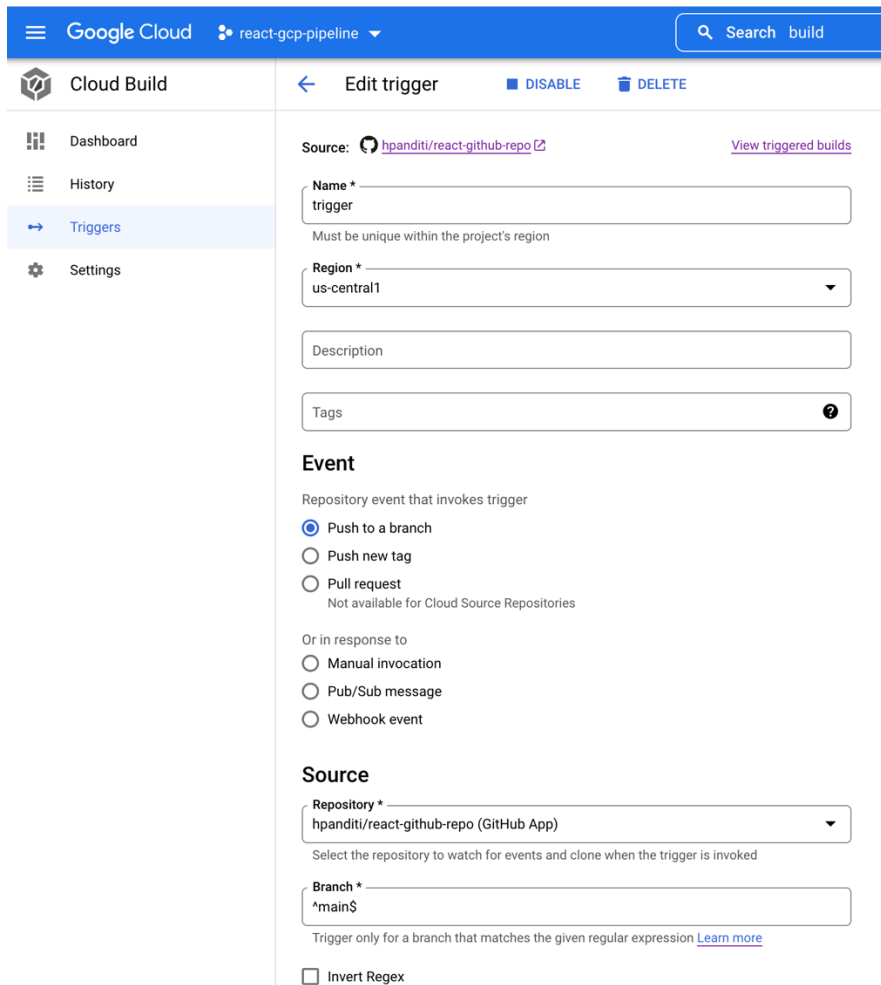 Google Cloud react-gcp-pipeline Search build
Cloud Build
Edit trigger DISABLE DELETE
Dashboard
History
Triggers
Settings
Source: hpanditi/react-github-repo View triggered builds
Name *
trigger
Must be unique within the project's region
Region *
us-central1
Description
Tags
Event
Repository event that invokes trigger
Push to a branch
Push new tag
Pull request
Not available for Cloud Source Repositories
Or in response to
Manual invocation
Pub/Sub message
Webhook event
Source
Repository *
hpanditi/react-github-repo (GitHub App)
Select the repository to watch for events and clone when the trigger is invoked
Branch *
^main$
Trigger only for a branch that matches the given regular expression Learn more
Invert Regex